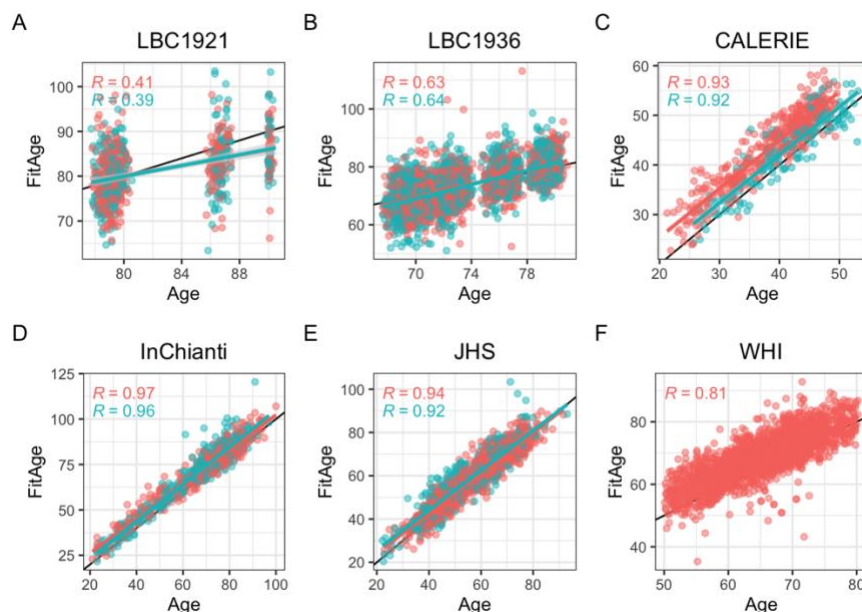 A
LBC1921
R = 0.41
R = 0.39
FitAge
100
90
80
70
80
84
88
Age
B
LBC1936
R = 0.63
R = 0.64
FitAge
100
80
60
70
75
80
Age
C
CALERIE
R = 0.93
R = 0.92
FitAge
60
50
40
30
20
30
40
50
Age
D
InChianti
R = 0.97
R = 0.96
FitAge
125
100
75
50
25
20
40
60
80
100
Age
E
JHS
R = 0.94
R = 0.92
FitAge
100
80
60
40
20
20
40
60
80
Age
F
WHI
R = 0.81
FitAge
80
60
40
50
60
70
80
Age